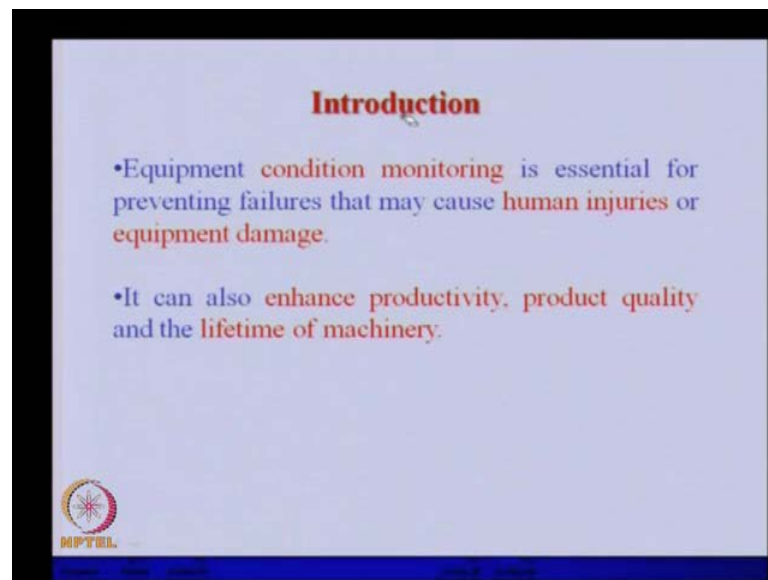 Introduction
•Equipment condition monitoring is essential for
preventing failures that may cause human injuries or
equipment damage.
•It can also enhance productivity, product quality
and the lifetime of machinery.
NPTEL